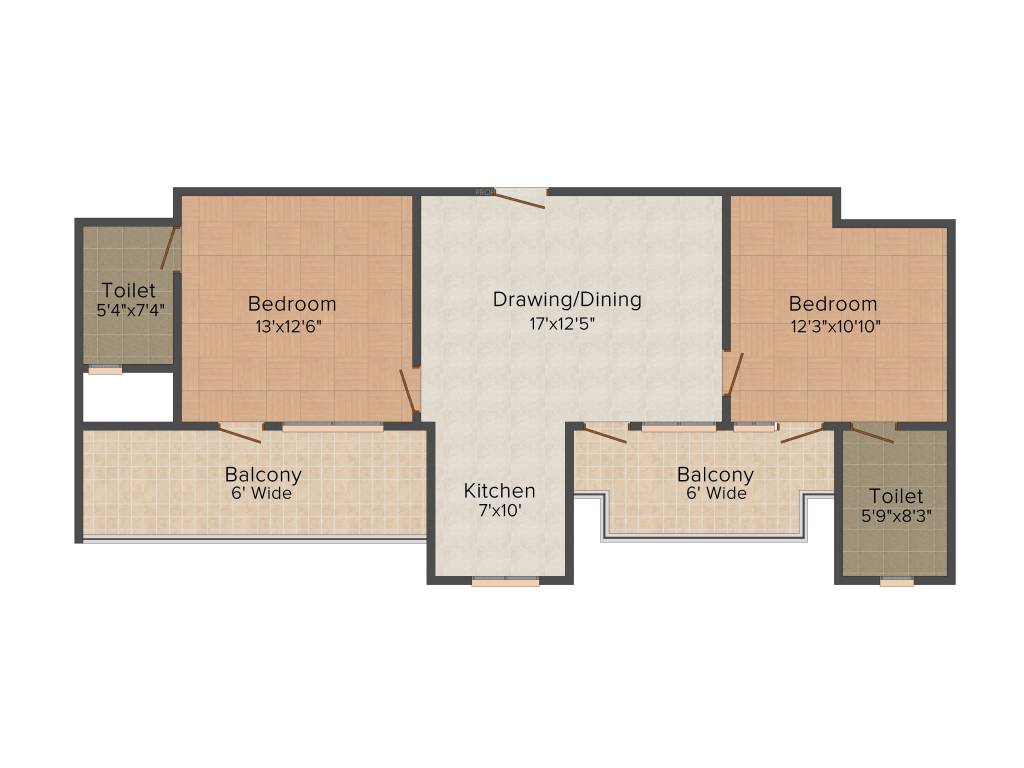 PROP
Toilet
5'4"x7'4"
Bedroom
13'x12'6"
Drawing/Dining
17'x12'5"
Bedroom
12'3"x10'10"
Balcony
6' Wide
Kitchen
7'x10'
Balcony
6' Wide
Toilet
5'9"x8'3"